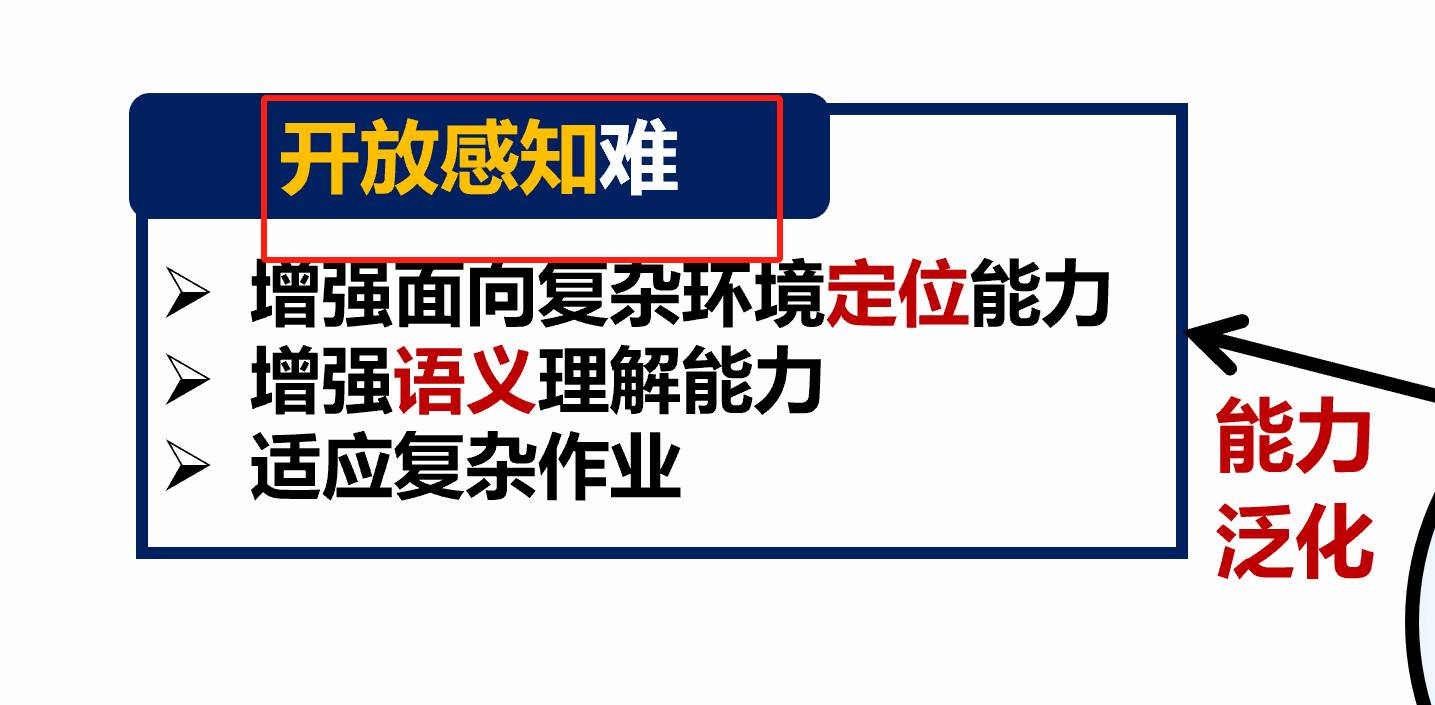 开放感知难
增强面向复杂环境定位能力
增强语义理解能力
适应复杂作业
能力
泛化